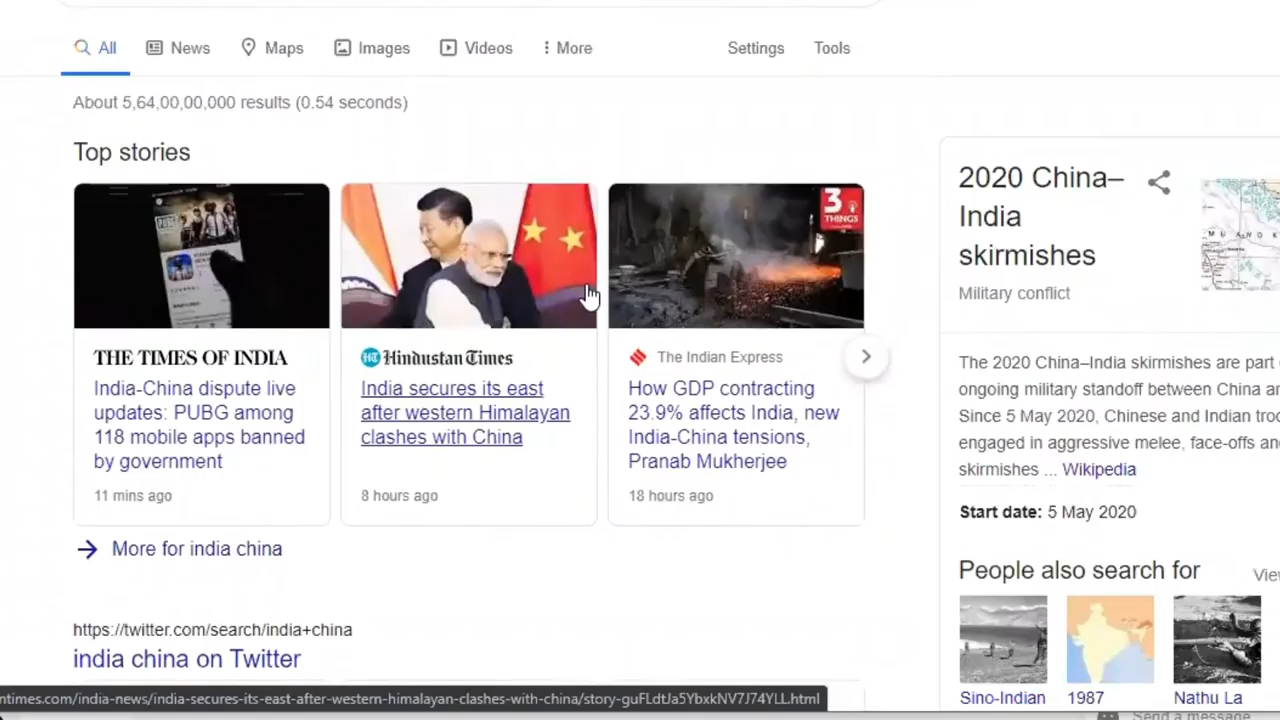 All News Maps Images Videos More Settings Tools
About 5,64,00,00,000 results (0.54 seconds)
Top stories
3
THINGS
THE TIMES OF INDIA
India-China dispute live
updates: PUBG among
118 mobile apps banned
by government
11 mins ago
HT Hindustan Times
India secures its east
after western Himalayan
clashes with China
8 hours ago
The Indian Express
How GDP contracting
23.9% affects India, new
India-China tensions,
Pranab Mukherjee
18 hours ago
More for india china
https://twitter.com/search/india+china
india china on Twitter
ntimes.com/india-news/india-secures-its-east-after-western-himalayan-clashes-with-china/story-guFLdtJa5YbxkNV7J74YLL.html
2020 China–
India
skirmishes
Military conflict
The 2020 China–India skirmishes are part
ongoing military standoff between China
Since 5 May 2020, Chinese and Indian
engaged in aggressive melee, face-offs
skirmishes ... Wikipedia
Start date: 5 May 2020
People also search for
Sino-Indian
1987
Nathu La
Send a message